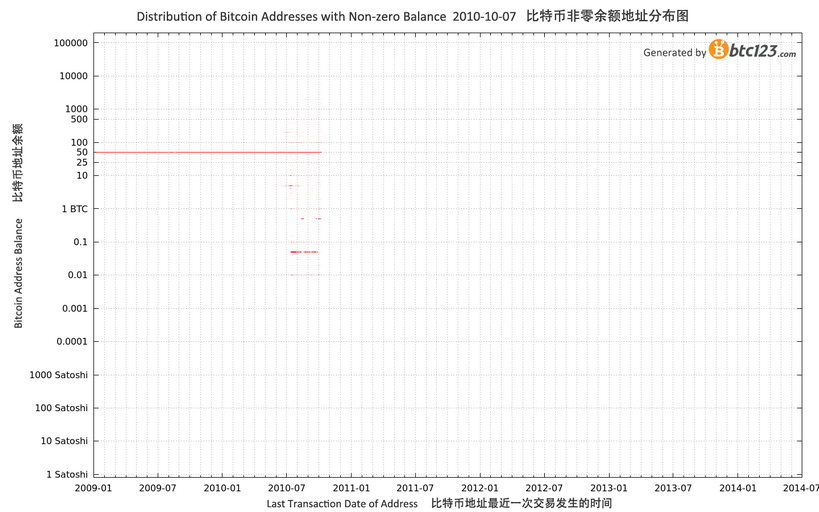 Distribution of Bitcoin Addresses with Non-zero Balance 2010-10-07 比特币非零余额地址分布图
Generated by btc123.com
Bitcoin Address Balance 比特币地址余额
100000
10000
1000
500
100
50
25
10
1 BTC
0.1
0.01
0.001
0.0001
1000 Satoshi
100 Satoshi
10 Satoshi
1 Satoshi
2009-01 2009-07 2010-01 2010-07 2011-01 2011-07 2012-01 2012-07 2013-01 2013-07 2014-01 2014-07
Last Transaction Date of Address 比特币地址最近一次交易发生的时间